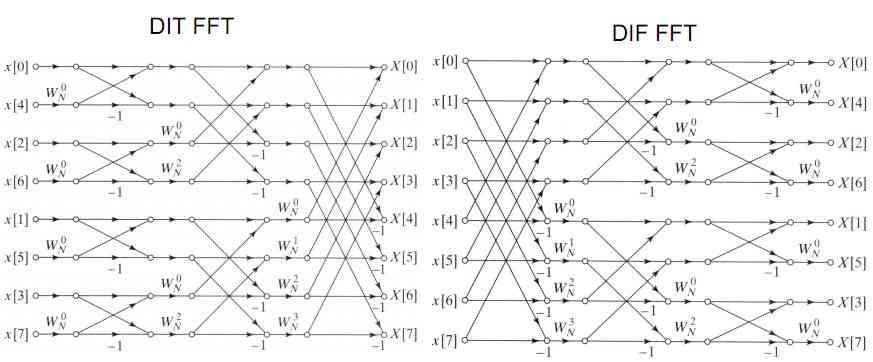 DIT FFT
x[0] X[0]
W_N^0
x[4] X[1]
−1
W_N^0
x[2] X[2]
W_N^0 W_N^2 −1
x[6] X[3]
−1 −1
W_N^0
x[1] X[4]
−1
W_N^0 W_N^1
x[5] X[5]
−1 −1
W_N^0 W_N^2
x[3] X[6]
−1 −1
W_N^0 W_N^2 W_N^3
x[7] X[7]
−1 −1 −1
DIF FFT
x[0] X[0]
W_N^0
x[1] X[4]
−1
W_N^0
x[2] X[2]
−1
W_N^2 W_N^0
x[3] X[6]
−1 −1
W_N^0
x[4] X[1]
−1
W_N^1 W_N^0
x[5] X[5]
−1 −1
W_N^2 W_N^0
x[6] X[3]
−1 −1
W_N^3 W_N^2 W_N^0
x[7] X[7]
−1 −1 −1